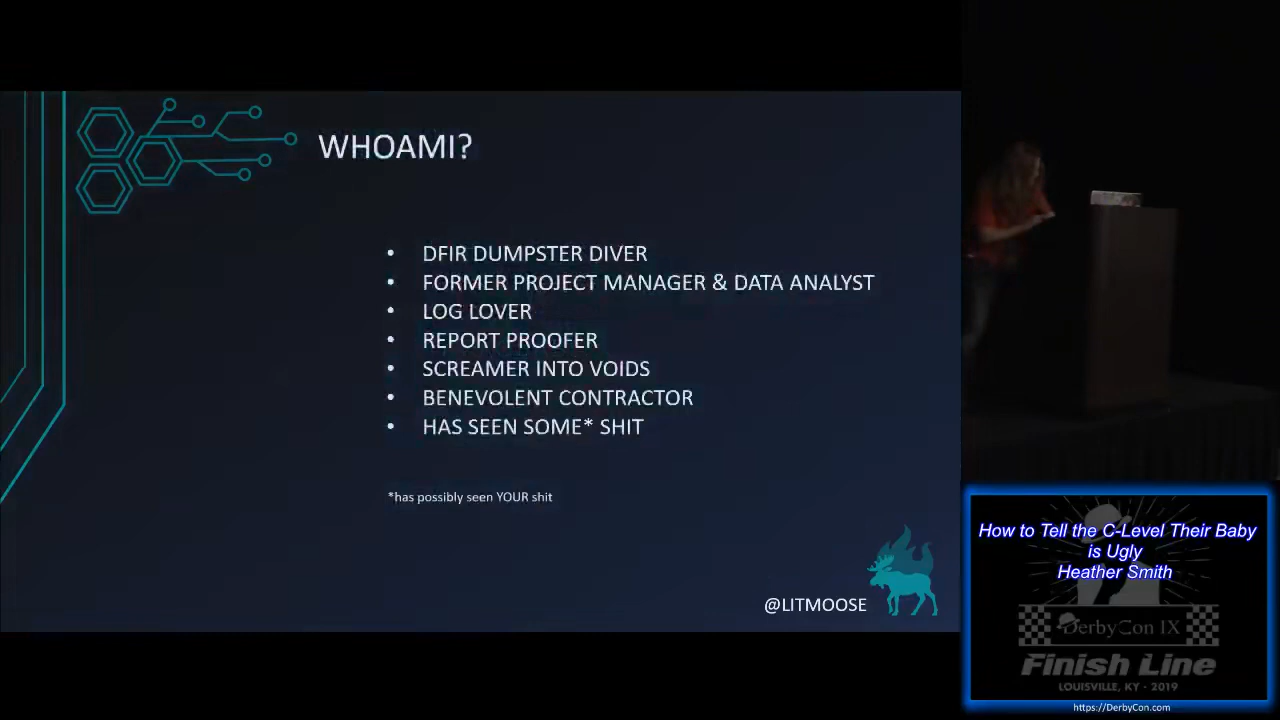 WHOAMI?
• DFIR DUMPSTER DIVER
• FORMER PROJECT MANAGER & DATA ANALYST
• LOG LOVER
• REPORT PROOFER
• SCREAMER INTO VOIDS
• BENEVOLENT CONTRACTOR
• HAS SEEN SOME* SHIT
*has possibly seen YOUR shit
@LITMOOSE
How to Tell the C-Level Their Baby
is Ugly
Heather Smith
DerbyCon IX
Finish Line
LOUISVILLE, KY - 2019
https://DerbyCon.com